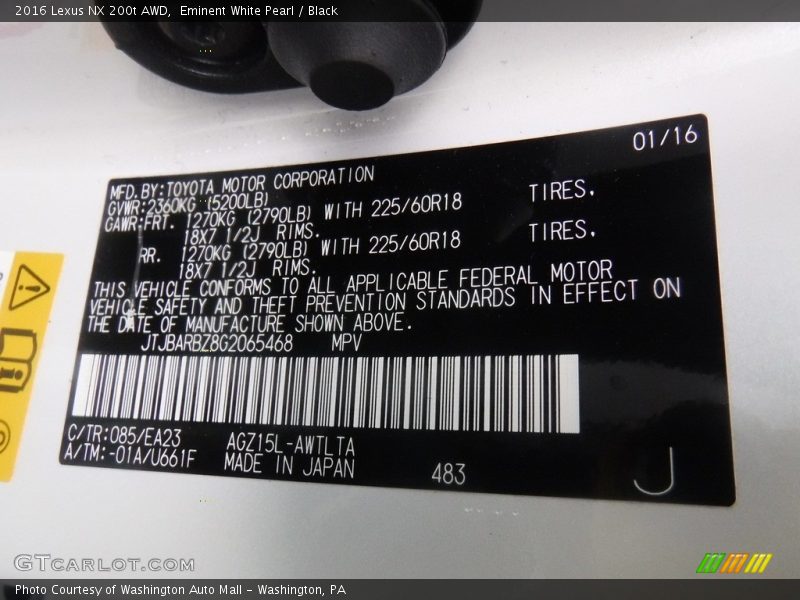 2016 Lexus NX 200t AWD,  Eminent White Pearl / Black
01/16
MFD.BY:TOYOTA MOTOR CORPORATION
GVWR:2360KG (5200LB)
GAWR:FRT. 1270KG (2790LB) WITH 225/60R18 TIRES.
18X7 1/2J RIMS.
RR. 1270KG (2790LB) WITH 225/60R18 TIRES.
18X7 1/2J RIMS.
THIS VEHICLE CONFORMS TO ALL APPLICABLE FEDERAL MOTOR
VEHICLE SAFETY AND THEFT PREVENTION STANDARDS IN EFFECT ON
THE DATE OF MANUFACTURE SHOWN ABOVE.
JTJBARBZ8G2065468 MPV
C/TR:085/EA23 AGZ15L-AWTLTA
A/TM:-01A/U661F MADE IN JAPAN 483 J
GTCARLOT.COM
Photo Courtesy of Washington Auto Mall - Washington, PA